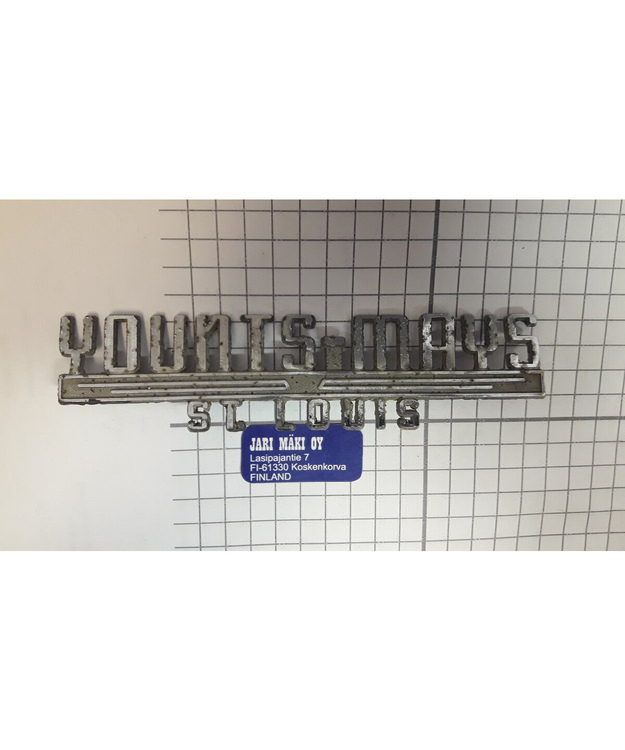 YOUNTS-MAYS
ST. LOUIS
JARI MÄKI OY
Lasipajantie 7
FI-61330 Koskenkorva
FINLAND